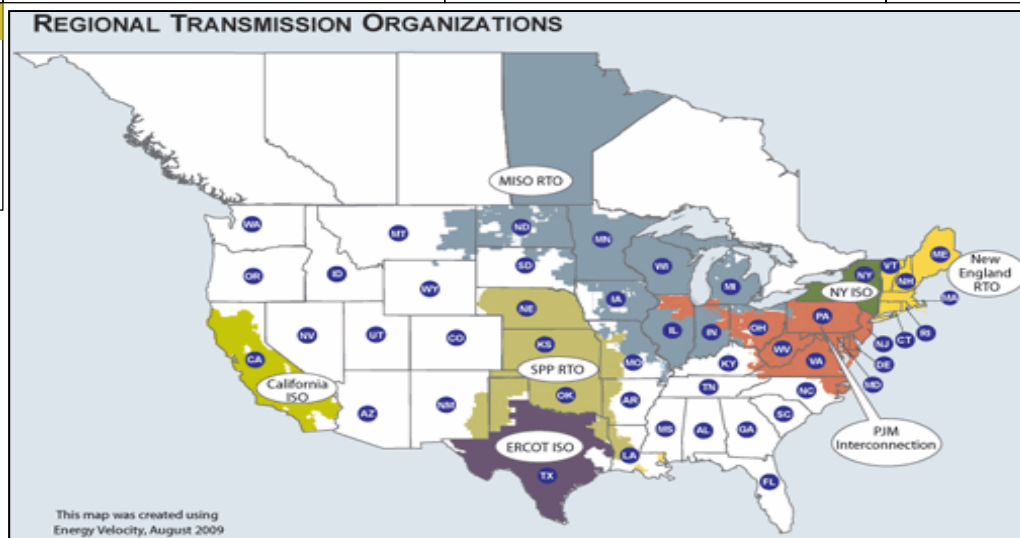 REGIONAL TRANSMISSION ORGANIZATIONS
MISO RTO
WA
MT
ND
MN
OR
ID
SD
WI
MI
NY
VT
ME
NH
New
England
RTO
NY ISO
MA
WY
IA
NE
PA
NV
UT
CO
IL
IN
OH
RI
CT
NJ
CA
KS
MO
KY
WV
VA
DE
MD
SPP RTO
California
ISO
AZ
NM
OK
AR
TN
NC
SC
MS
AL
GA
PJM
Interconnection
ERCOT ISO
LA
TX
FL
This map was created using
Energy Velocity, August 2009